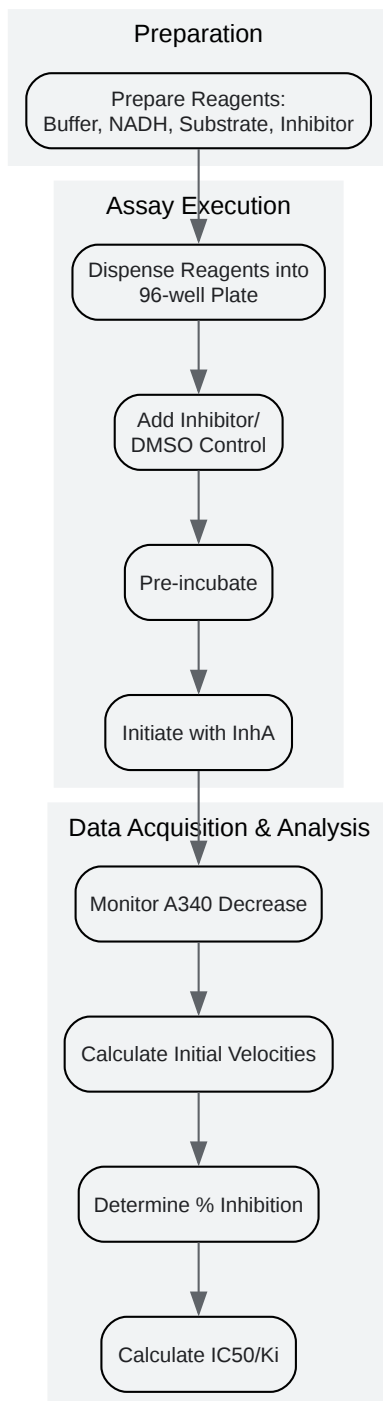 Preparation
Prepare Reagents:
Buffer, NADH, Substrate, Inhibitor
Assay Execution
Dispense Reagents into
96-well Plate
Add Inhibitor/
DMSO Control
Pre-incubate
Initiate with InhA
Data Acquisition & Analysis
Monitor A340 Decrease
Calculate Initial Velocities
Determine % Inhibition
Calculate IC50/Ki